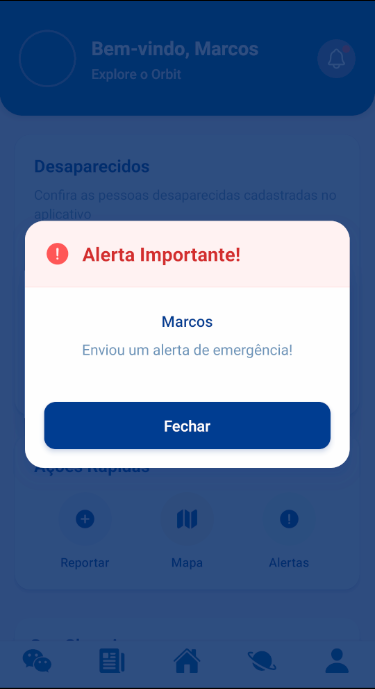 Bem-vindo, Marcos
Explore o Orbit
Desaparecidos
Confira as pessoas desaparecidas cadastradas no
aplicativo
Alerta Importante!
Marcos
Enviou um alerta de emergência!
Fechar
Ações Rápidas
Reportar
Mapa
Alertas